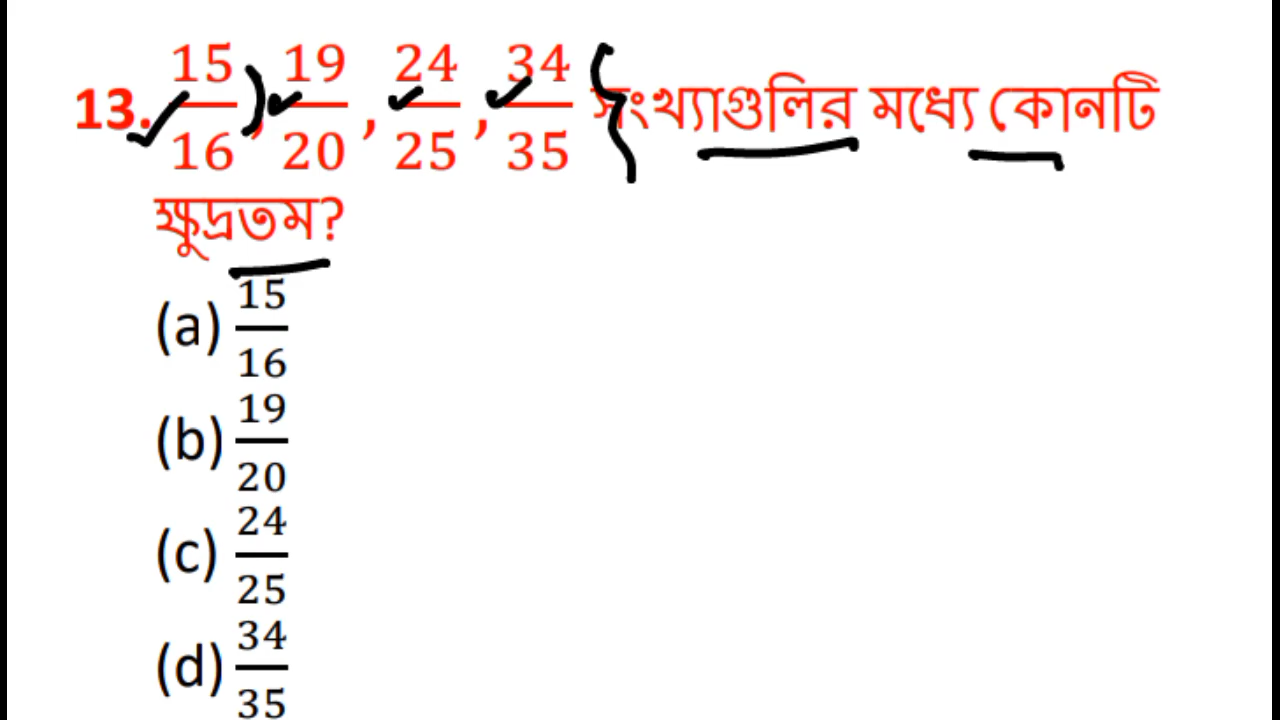 13. 15/16, 19/20, 24/25, 34/35 সংখ্যাগুলির মধ্যে কোনটি
ক্ষুদ্রতম?
(a) 15/16
(b) 19/20
(c) 24/25
(d) 34/35